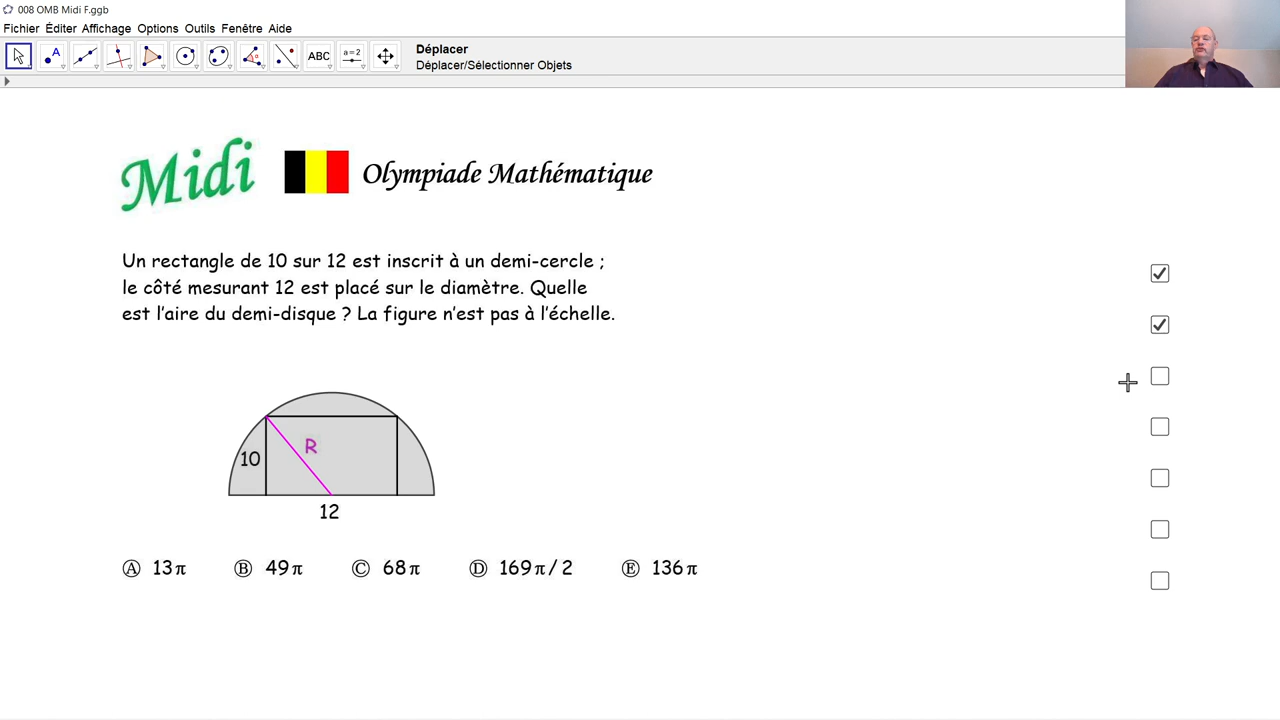 008 OMB Midi F.ggb
Fichier Éditer Affichage Options Outils Fenêtre Aide
A
ABC
a=2
Déplacer
Déplacer/Sélectionner Objets
Midi
Olympiade Mathématique
Un rectangle de 10 sur 12 est inscrit à un demi-cercle ;
le côté mesurant 12 est placé sur le diamètre. Quelle
est l'aire du demi-disque ? La figure n'est pas à l'échelle.
R
10
12
Ⓐ 13π Ⓑ 49π Ⓒ 68π Ⓓ 169π/2 Ⓔ 136π